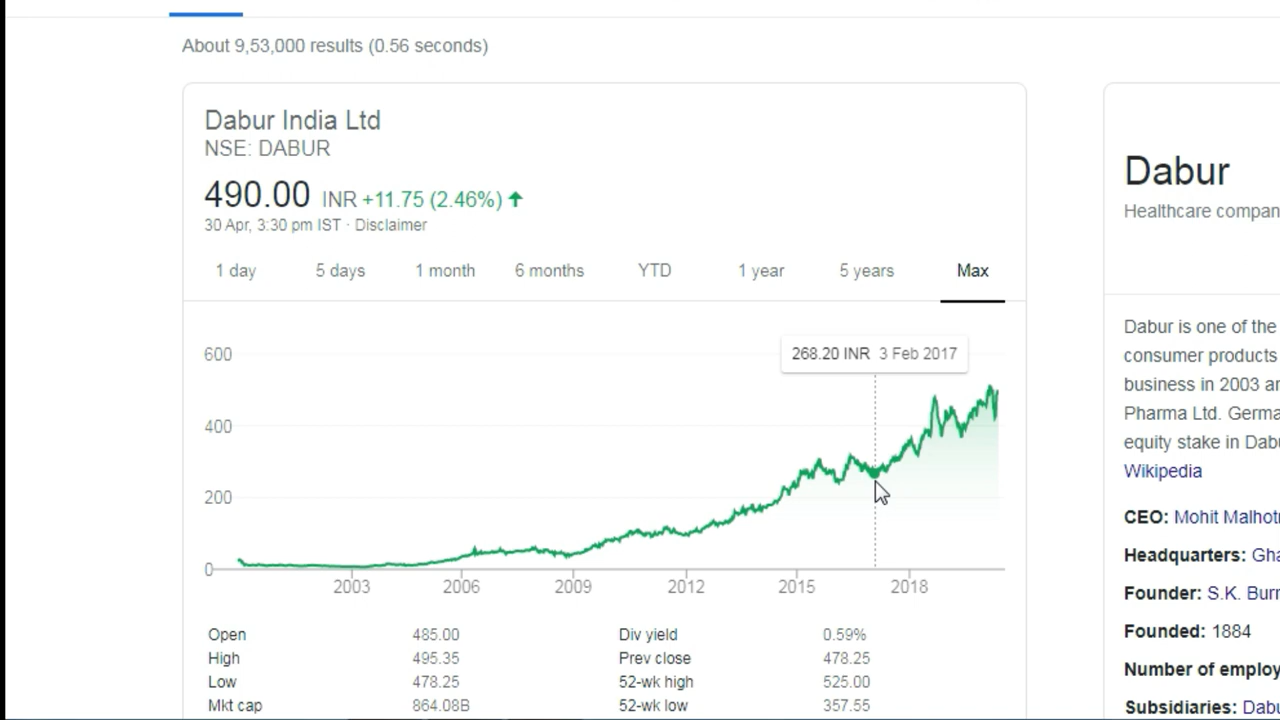 About 9,53,000 results (0.56 seconds)
Dabur India Ltd
NSE: DABUR
490.00 INR +11.75 (2.46%)
30 Apr, 3:30 pm IST · Disclaimer
1 day 5 days 1 month 6 months YTD 1 year 5 years Max
268.20 INR 3 Feb 2017
600
400
200
0
2003 2006 2009 2012 2015 2018
Open 485.00 Div yield 0.59%
High 495.35 Prev close 478.25
Low 478.25 52-wk high 525.00
Mkt cap 864.08B 52-wk low 357.55
Dabur
Healthcare compan
Dabur is one of the
consumer products
business in 2003 a
Pharma Ltd. Germa
equity stake in Dab
Wikipedia
CEO: Mohit Malhot
Headquarters: Gha
Founder: S.K. Bur
Founded: 1884
Number of employ
Subsidiaries: Dab